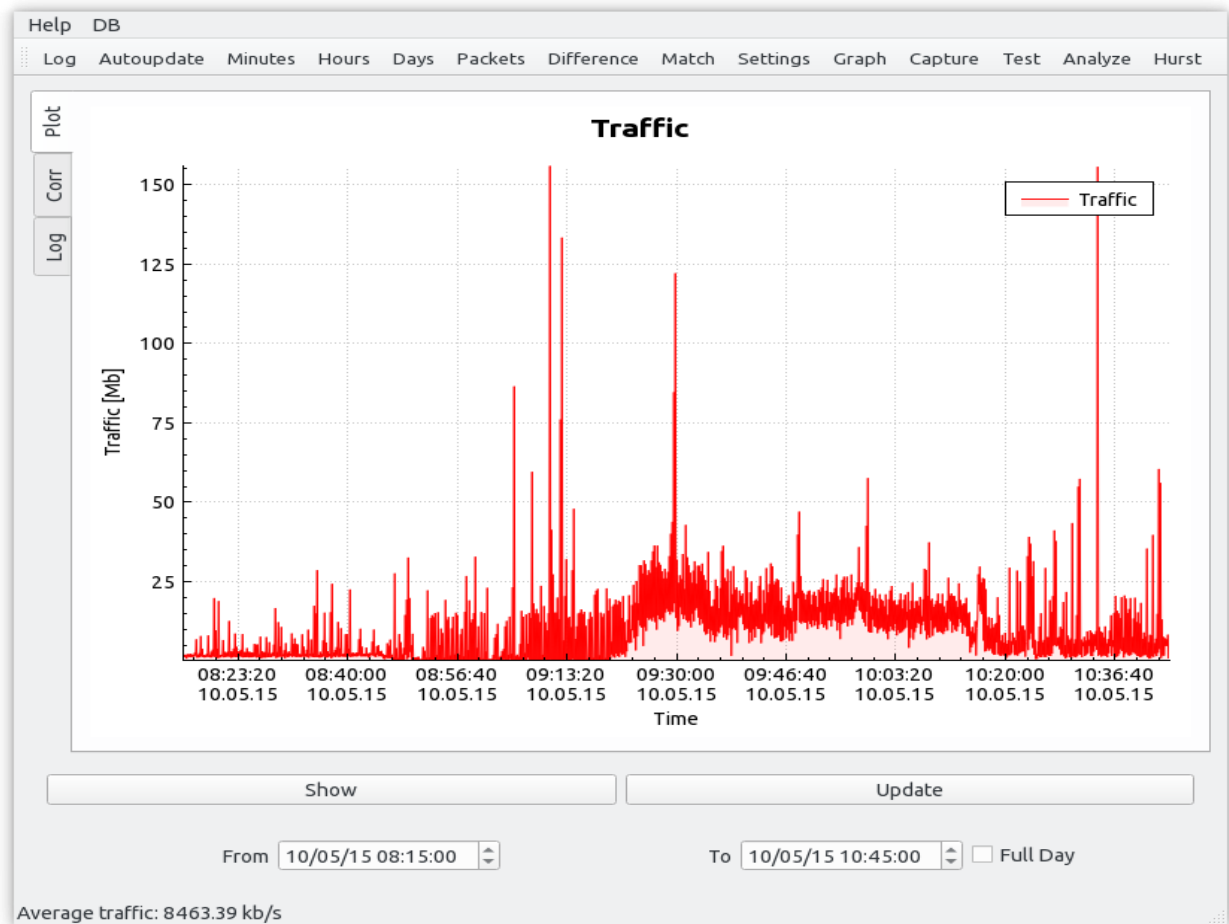 Help DB
Log Autoupdate Minutes Hours Days Packets Difference Match Settings Graph Capture Test Analyze Hurst
Plot
Corr
Log
Traffic
Traffic
Traffic [Mb]
150
125
100
75
50
25
08:23:20 08:40:00 08:56:40 09:13:20 09:30:00 09:46:40 10:03:20 10:20:00 10:36:40
10.05.15 10.05.15 10.05.15 10.05.15 10.05.15 10.05.15 10.05.15 10.05.15 10.05.15
Time
Show Update
From 10/05/15 08:15:00 To 10/05/15 10:45:00 Full Day
Average traffic: 8463.39 kb/s